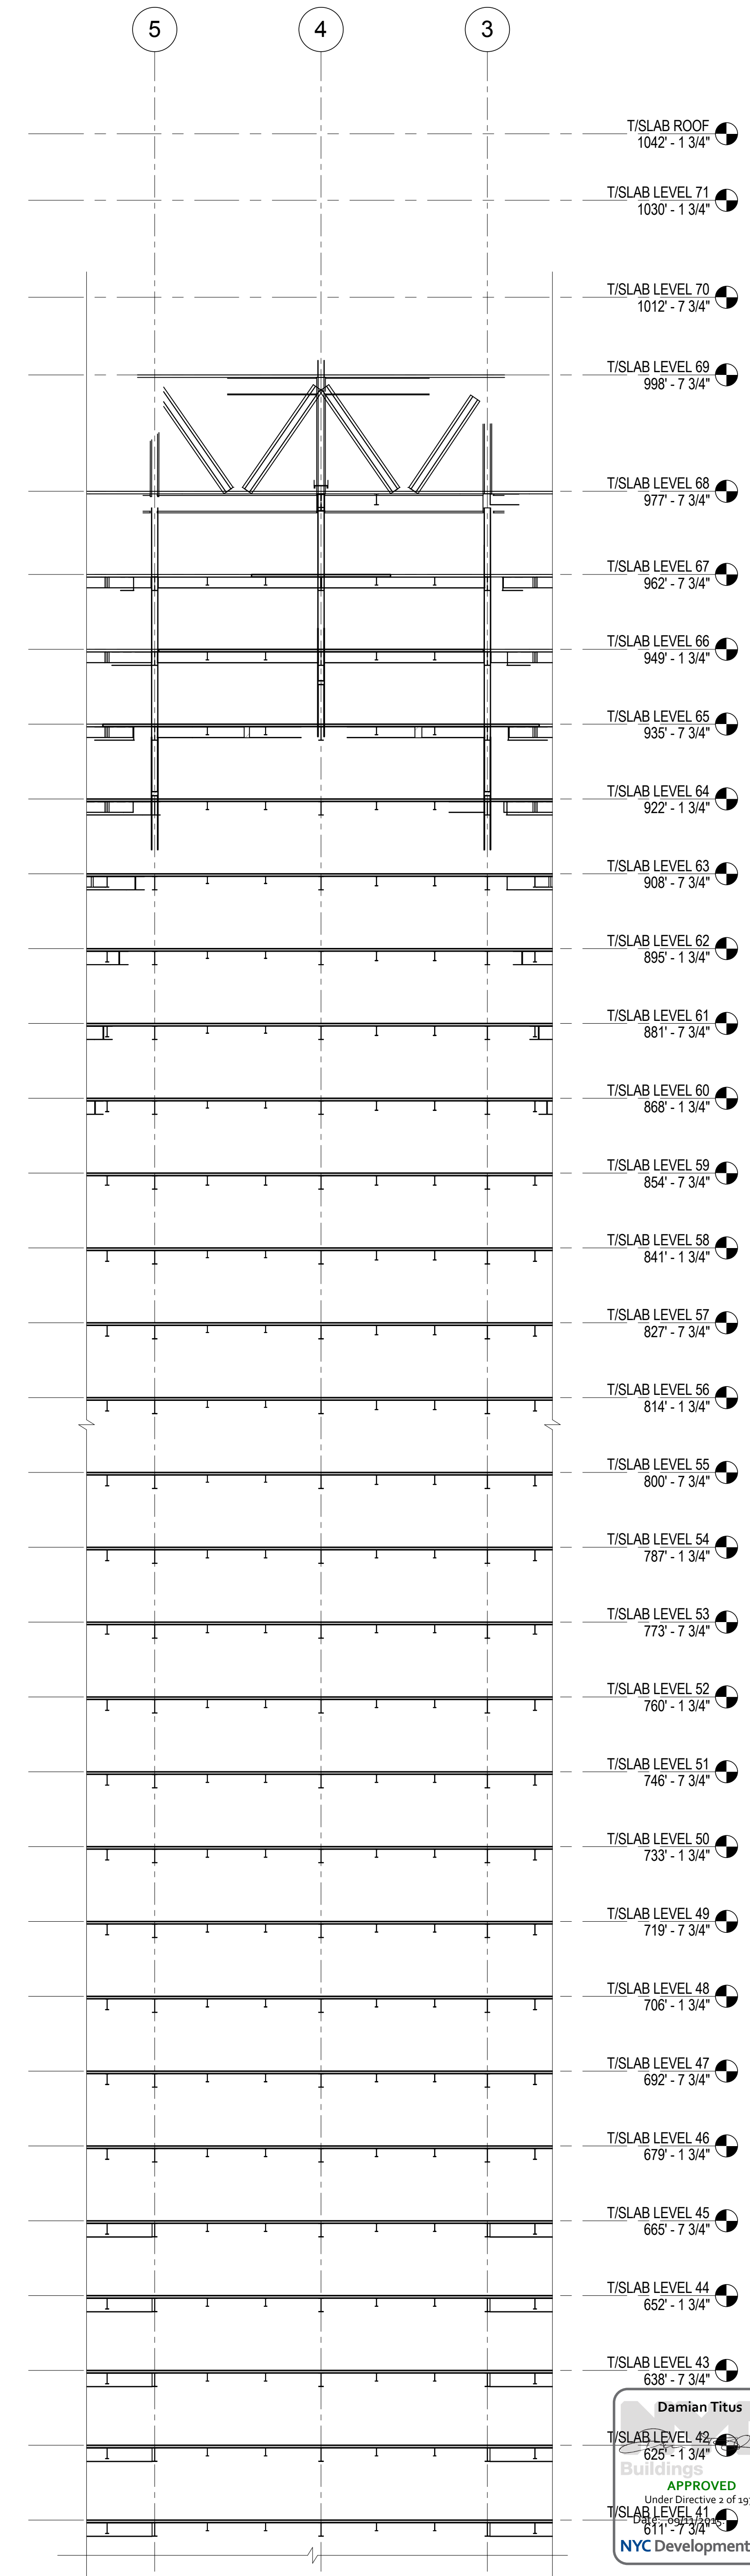 5
4
3
T/SLAB ROOF
1042' - 1 3/4"
T/SLAB LEVEL 71
1030' - 1 3/4"
T/SLAB LEVEL 70
1012' - 7 3/4"
T/SLAB LEVEL 69
998' - 7 3/4"
T/SLAB LEVEL 68
977' - 7 3/4"
T/SLAB LEVEL 67
962' - 7 3/4"
T/SLAB LEVEL 66
949' - 1 3/4"
T/SLAB LEVEL 65
935' - 7 3/4"
T/SLAB LEVEL 64
922' - 1 3/4"
T/SLAB LEVEL 63
908' - 7 3/4"
T/SLAB LEVEL 62
895' - 1 3/4"
T/SLAB LEVEL 61
881' - 7 3/4"
T/SLAB LEVEL 60
868' - 1 3/4"
T/SLAB LEVEL 59
854' - 7 3/4"
T/SLAB LEVEL 58
841' - 1 3/4"
T/SLAB LEVEL 57
827' - 7 3/4"
T/SLAB LEVEL 56
814' - 1 3/4"
T/SLAB LEVEL 55
800' - 7 3/4"
T/SLAB LEVEL 54
787' - 1 3/4"
T/SLAB LEVEL 53
773' - 7 3/4"
T/SLAB LEVEL 52
760' - 1 3/4"
T/SLAB LEVEL 51
746' - 7 3/4"
T/SLAB LEVEL 50
733' - 1 3/4"
T/SLAB LEVEL 49
719' - 7 3/4"
T/SLAB LEVEL 48
706' - 1 3/4"
T/SLAB LEVEL 47
692' - 7 3/4"
T/SLAB LEVEL 46
679' - 1 3/4"
T/SLAB LEVEL 45
665' - 7 3/4"
T/SLAB LEVEL 44
652' - 1 3/4"
T/SLAB LEVEL 43
638' - 7 3/4"
Damian Titus
T/SLAB LEVEL 42
625' - 1 3/4"
Buildings
APPROVED
Under Directive 2 of 19
T/SLAB LEVEL 41
Date:
611' - 7 3/4"
NYC Development